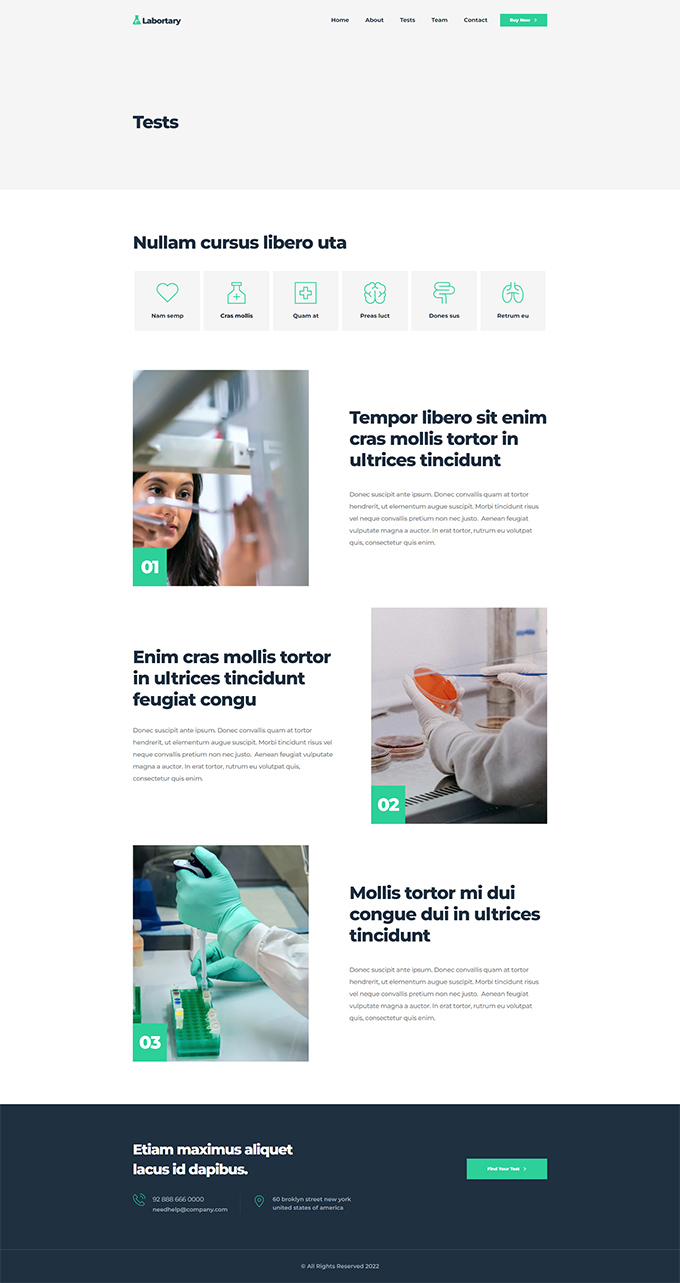 Labortary
Home About Tests Team Contact Buy Now
Tests
Nullam cursus libero uta
Nam semp Cras mollis Quam at Preas luct Dones sus Retrum eu
Tempor libero sit enim
cras mollis tortor in
ultrices tincidunt
Donec suscipit ante ipsum. Donec convallis quam at tortor
hendrerit, ut elementum augue suscipit. Morbi tincidunt risus
vel neque convallis pretium non nec justo. Aenean feugiat
vulputate magna a auctor. In erat tortor, rutrum eu volutpat
quis, consectetur quis enim.
01
Enim cras mollis tortor
in ultrices tincidunt
feugiat congu
Donec suscipit ante ipsum. Donec convallis quam at tortor
hendrerit, ut elementum augue suscipit. Morbi tincidunt risus vel
neque convallis pretium non nec justo. Aenean feugiat vulputate
magna a auctor. In erat tortor, rutrum eu volutpat quis,
consectetur quis enim.
02
Mollis tortor mi dui
congue dui in ultrices
tincidunt
Donec suscipit ante ipsum. Donec convallis quam at tortor
hendrerit, ut elementum augue suscipit. Morbi tincidunt risus
vel neque convallis pretium non nec justo. Aenean feugiat
vulputate magna a auctor. In erat tortor, rutrum eu volutpat
quis, consectetur quis enim.
03
Etiam maximus aliquet
lacus id dapibus.
Find Your Test
92 888 666 0000
needhelp@company.com
60 broklyn street new york
united states of america
© All Rights Reserved 2022